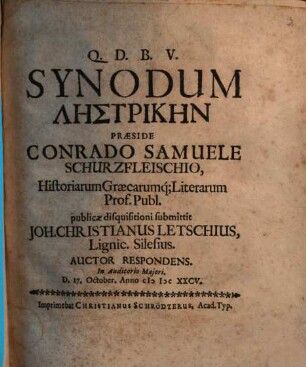 Q. D. B. V.
SYNODUM
ΛΗΣΤΡΙΚΗΝ
PRÆSIDE
CONRADO SAMUELE
SCHURZFLEISCHIO,
Historiarum Græcarumq; Literarum
Prof. Publ.
publicæ disquisitioni submittit
JOH. CHRISTIANUS LETSCHIUS,
Lignic. Silesius.
AUCTOR RESPONDENS.
In Auditorio Majori,
D. 17. October. Anno cIↃ IↃc XXCV.
Imprimebat CHRISTIANUS SCHRÖDTERUS, Acad. Typ.